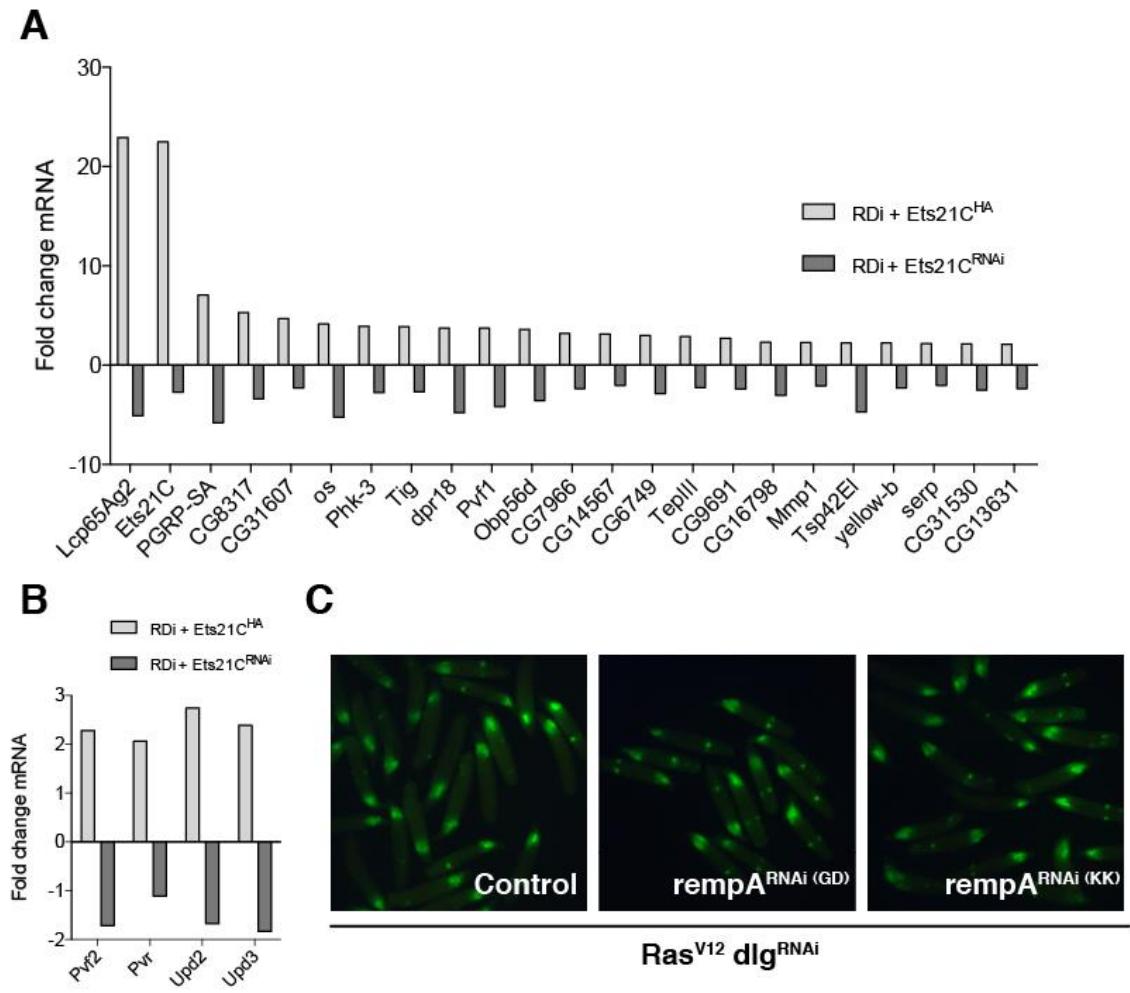 A
Fold change mRNA
30
20
10
0
-10
RDi + Ets21C^HA
RDi + Ets21C^RNAi
Lcp65Ag2
Ets21C
PGRP-SA
CG8317
CG31607
os
Phk-3
Tig
dpr18
Pvf1
Obp56d
CG7966
CG14567
CG6749
TepIII
CG9691
CG16798
Mmp1
Tsp42El
yellow-b
serp
CG31530
CG13631
B
RDi + Ets21C^HA
RDi + Ets21C^RNAi
Fold change mRNA
3
2
1
0
-1
-2
Pvf2
Pvr
Upd2
Upd3
C
Control
rempA^RNAi (GD)
rempA^RNAi (KK)
Ras^V12 dlg^RNAi